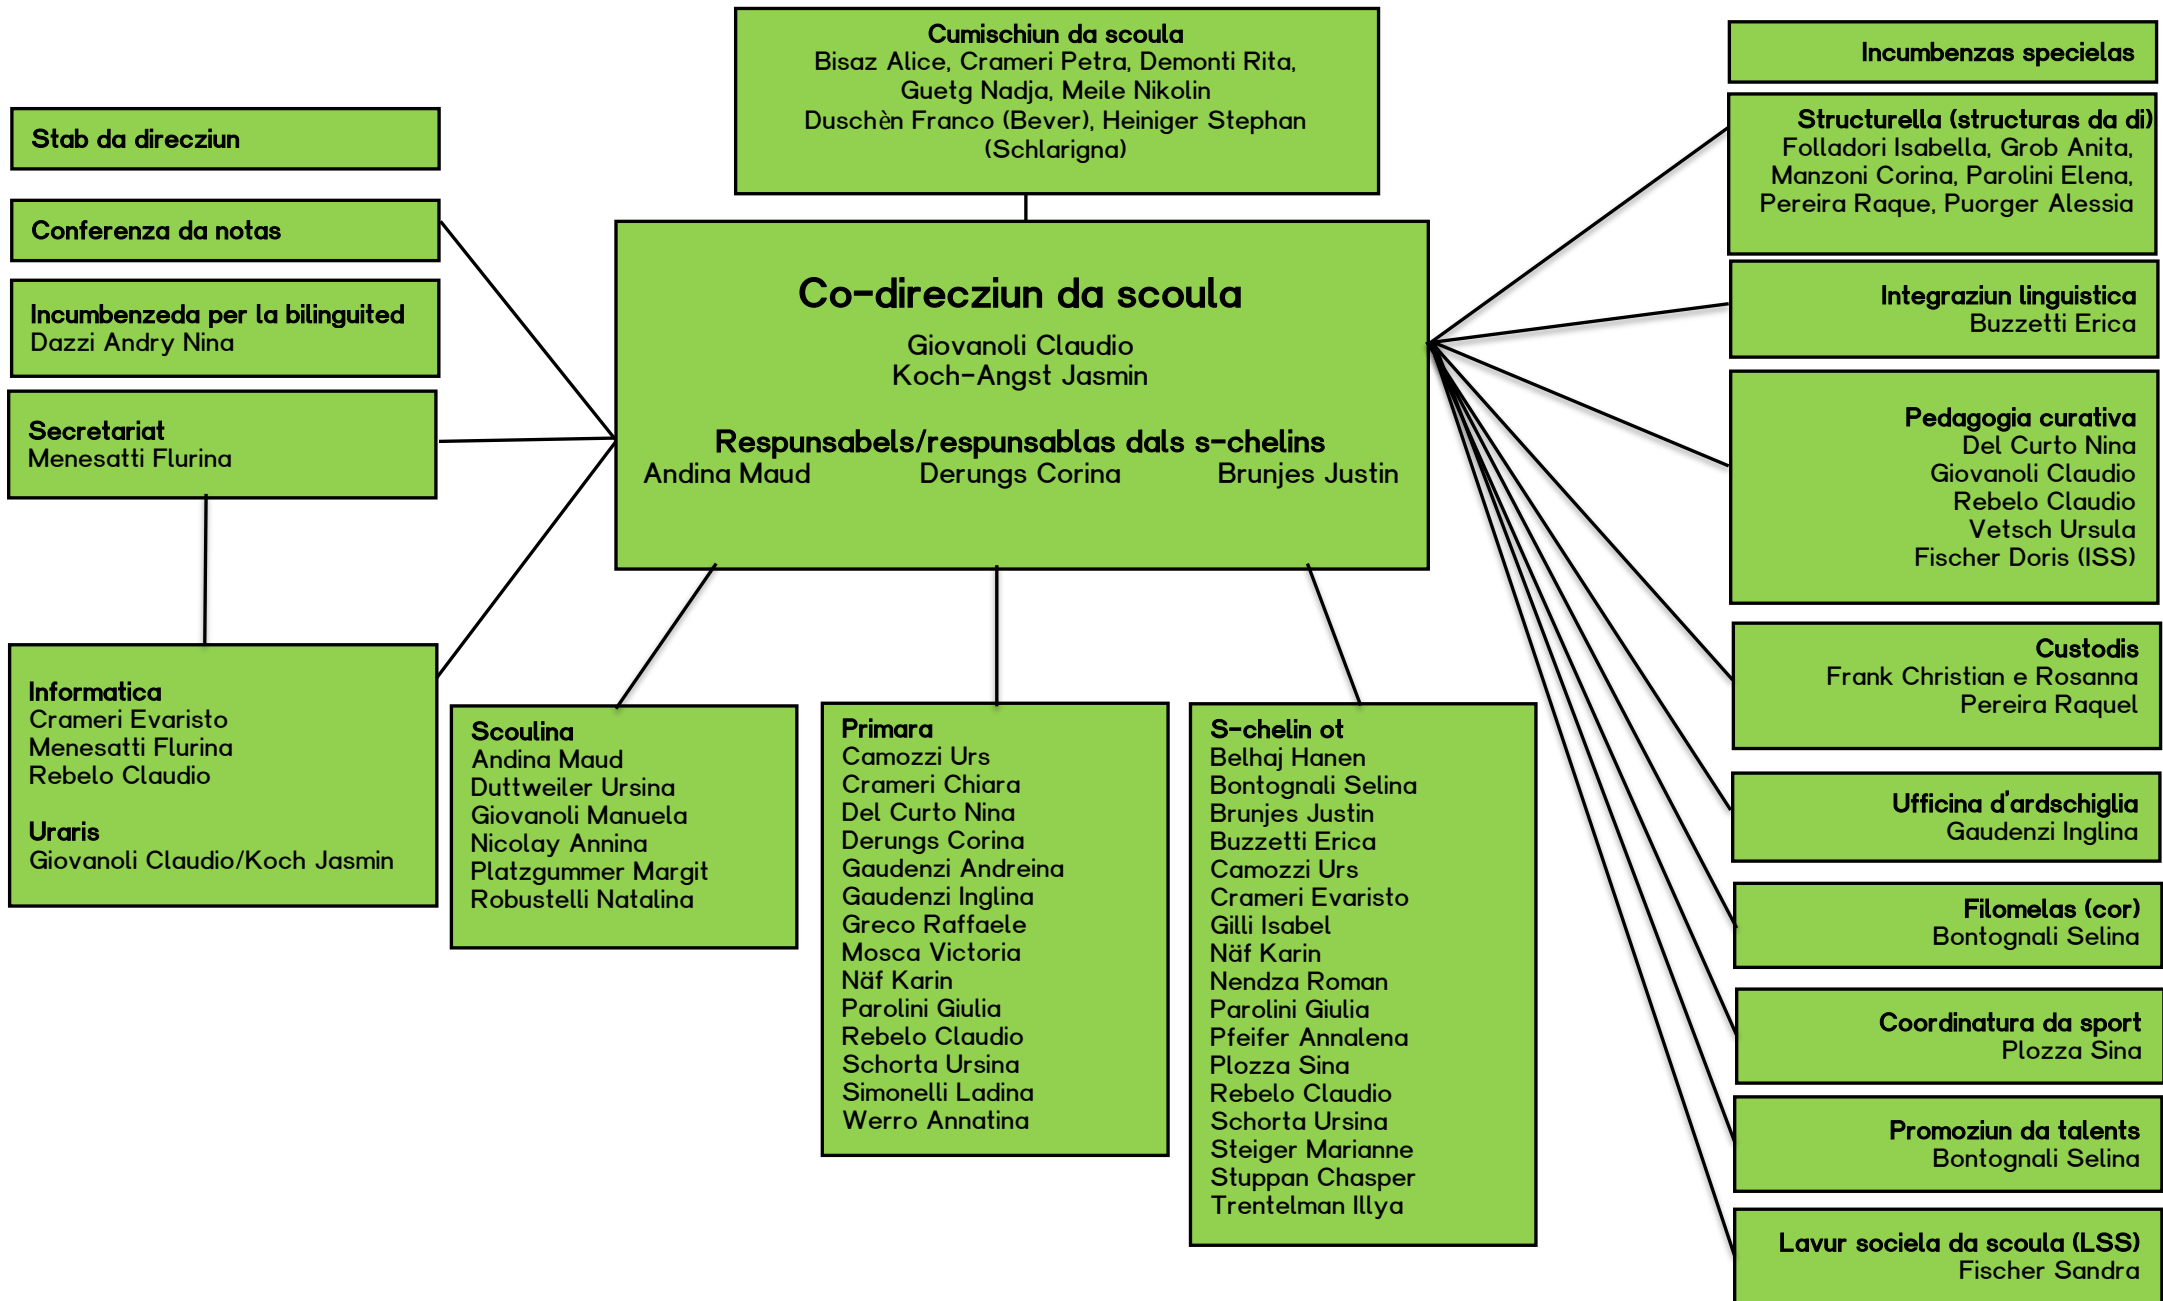 Cumischiun da scoula
Bisaz Alice, Crameri Petra, Demonti Rita,
Guetg Nadja, Meile Nikolin
Duschèn Franco (Bever), Heiniger Stephan
(Schlarigna)
Stab da direcziun
Conferenza da notas
Incumbenzeda per la bilinguited
Dazzi Andry Nina
Secretariat
Menesatti Flurina
Informatica
Crameri Evaristo
Menesatti Flurina
Rebelo Claudio
Uraris
Giovanoli Claudio/Koch Jasmin
Co-direcziun da scoula
Giovanoli Claudio
Koch-Angst Jasmin
Respunsabels/respunsablas dals s-chelins
Andina Maud Derungs Corina Brunjes Justin
Scoulina
Andina Maud
Duttweiler Ursina
Giovanoli Manuela
Nicolay Annina
Platzgummer Margit
Robustelli Natalina
Primara
Camozzi Urs
Crameri Chiara
Del Curto Nina
Derungs Corina
Gaudenzi Andreina
Gaudenzi Inglina
Greco Raffaele
Mosca Victoria
Näf Karin
Parolini Giulia
Rebelo Claudio
Schorta Ursina
Simonelli Ladina
Werro Annatina
S-chelin ot
Belhaj Hanen
Bontognali Selina
Brunjes Justin
Buzzetti Erica
Camozzi Urs
Crameri Evaristo
Gilli Isabel
Näf Karin
Nendza Roman
Parolini Giulia
Pfeifer Annalena
Plozza Sina
Rebelo Claudio
Schorta Ursina
Steiger Marianne
Stuppan Chasper
Trentelman Illya
Incumbenzas specielas
Structurella (structuras da di)
Folladori Isabella, Grob Anita,
Manzoni Corina, Parolini Elena,
Pereira Raque, Puorger Alessia
Integraziun linguistica
Buzzetti Erica
Pedagogia curativa
Del Curto Nina
Giovanoli Claudio
Rebelo Claudio
Vetsch Ursula
Fischer Doris (ISS)
Custodis
Frank Christian e Rosanna
Pereira Raquel
Ufficina d'ardschiglia
Gaudenzi Inglina
Filomelas (cor)
Bontognali Selina
Coordinatura da sport
Plozza Sina
Promoziun da talents
Bontognali Selina
Lavur sociela da scoula (LSS)
Fischer Sandra